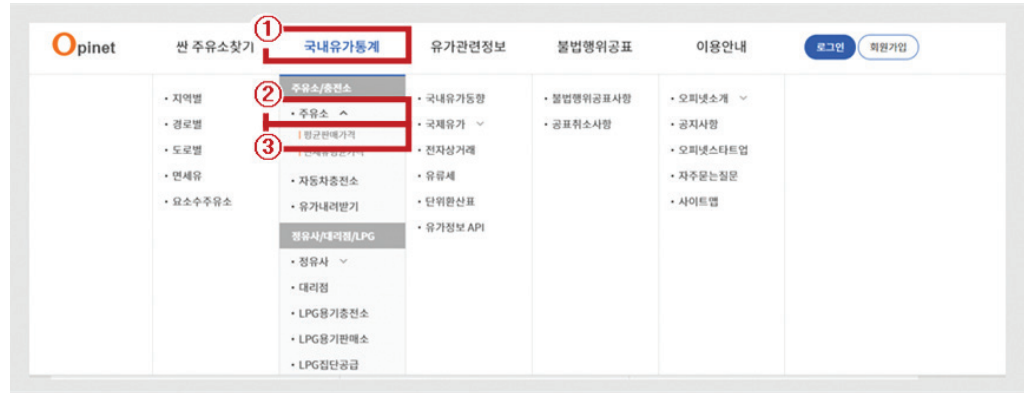 Opinet 싼 주유소찾기 국내유가통계 유가관련정보 불법행위공표 이용안내 로그인 회원가입
①
②
③
• 지역별
• 경로별
• 도로별
• 면세유
• 요소수주유소
주유소/충전소
• 주유소
평균판매가격
• 자동차충전소
• 유가내려받기
정유사/대리점/LPG
• 정유사
• 대리점
• LPG용기충전소
• LPG용기판매소
• LPG집단공급
• 국내유가동향
• 국제유가
• 전자상거래
• 유류세
• 단위환산표
• 유가정보 API
• 불법행위공표사항
• 공표취소사항
• 오피넷소개
• 공지사항
• 오피넷스타트업
• 자주묻는질문
• 사이트맵